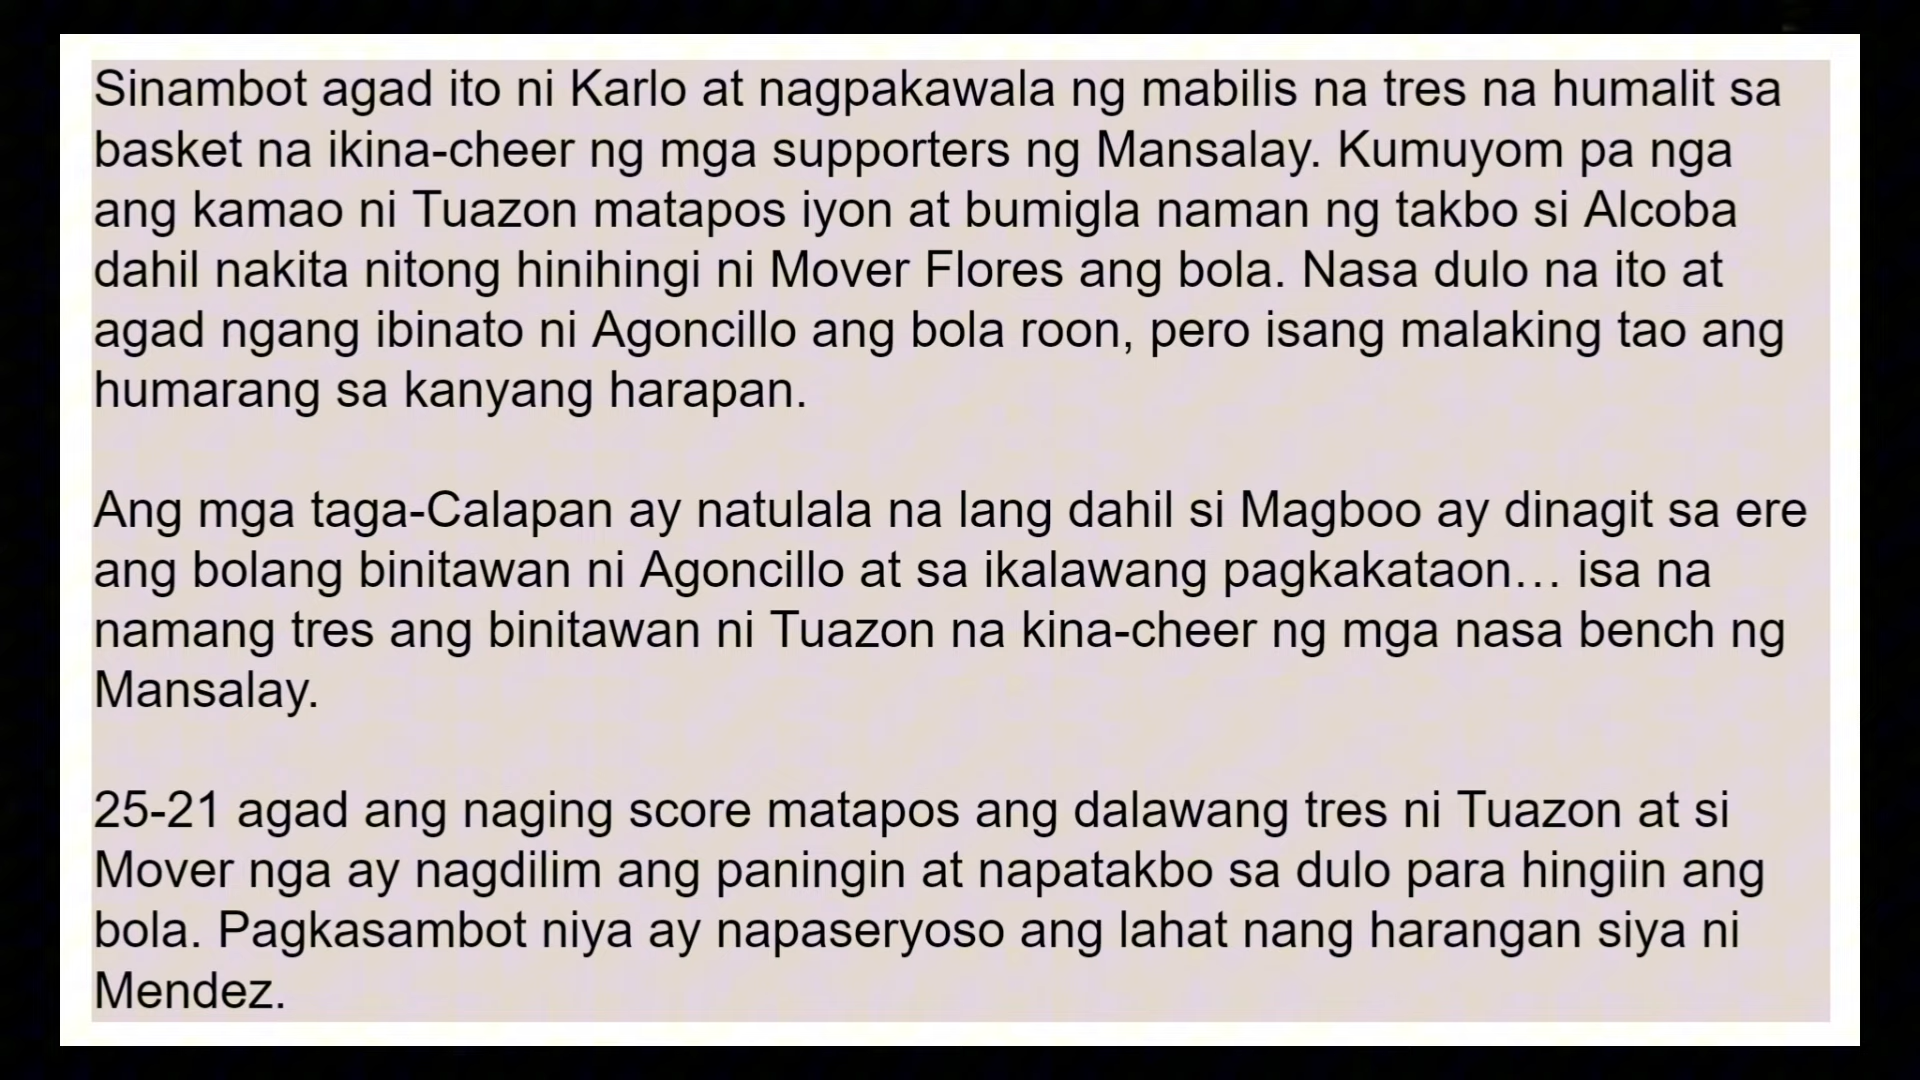 Sinambot agad ito ni Karlo at nagpakawala ng mabilis na tres na humalit sa
basket na ikina-cheer ng mga supporters ng Mansalay. Kumuyom pa nga
ang kamao ni Tuazon matapos iyon at bumigla naman ng takbo si Alcoba
dahil nakita nitong hinihingi ni Mover Flores ang bola. Nasa dulo na ito at
agad ngang ibinato ni Agoncillo ang bola roon, pero isang malaking tao ang
humarang sa kanyang harapan.
Ang mga taga-Calapan ay natulala na lang dahil si Magboo ay dinagit sa ere
ang bolang binitawan ni Agoncillo at sa ikalawang pagkakataon… isa na
namang tres ang binitawan ni Tuazon na kina-cheer ng mga nasa bench ng
Mansalay.
25-21 agad ang naging score matapos ang dalawang tres ni Tuazon at si
Mover nga ay nagdilim ang paningin at napatakbo sa dulo para hingiin ang
bola. Pagkasambot niya ay napaseryoso ang lahat nang harangan siya ni
Mendez.